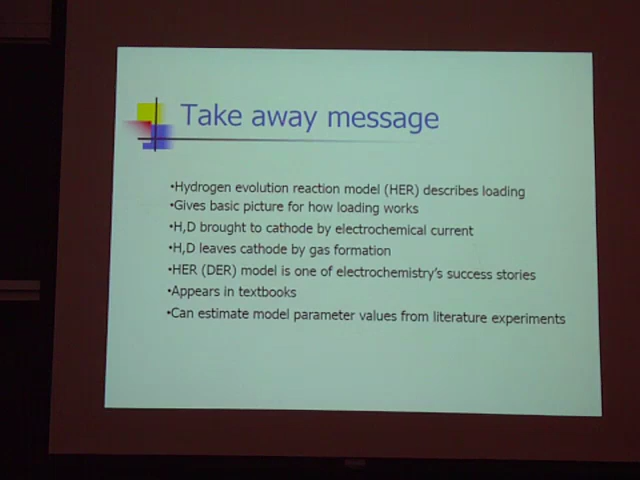 Take away message
•Hydrogen evolution reaction model (HER) describes loading
•Gives basic picture for how loading works
•H,D brought to cathode by electrochemical current
•H,D leaves cathode by gas formation
•HER (DER) model is one of electrochemistry's success stories
•Appears in textbooks
•Can estimate model parameter values from literature experiments